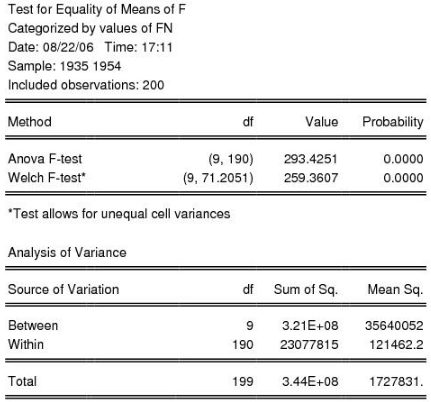 Test for Equality of Means of F
Categorized by values of FN
Date: 08/22/06 Time: 17:11
Sample: 1935 1954
Included observations: 200
Method df Value Probability
Anova F-test (9, 190) 293.4251 0.0000
Welch F-test* (9, 71.2051) 259.3607 0.0000
*Test allows for unequal cell variances
Analysis of Variance
Source of Variation df Sum of Sq. Mean Sq.
Between 9 3.21E+08 35640052
Within 190 23077815 121462.2
Total 199 3.44E+08 1727831.